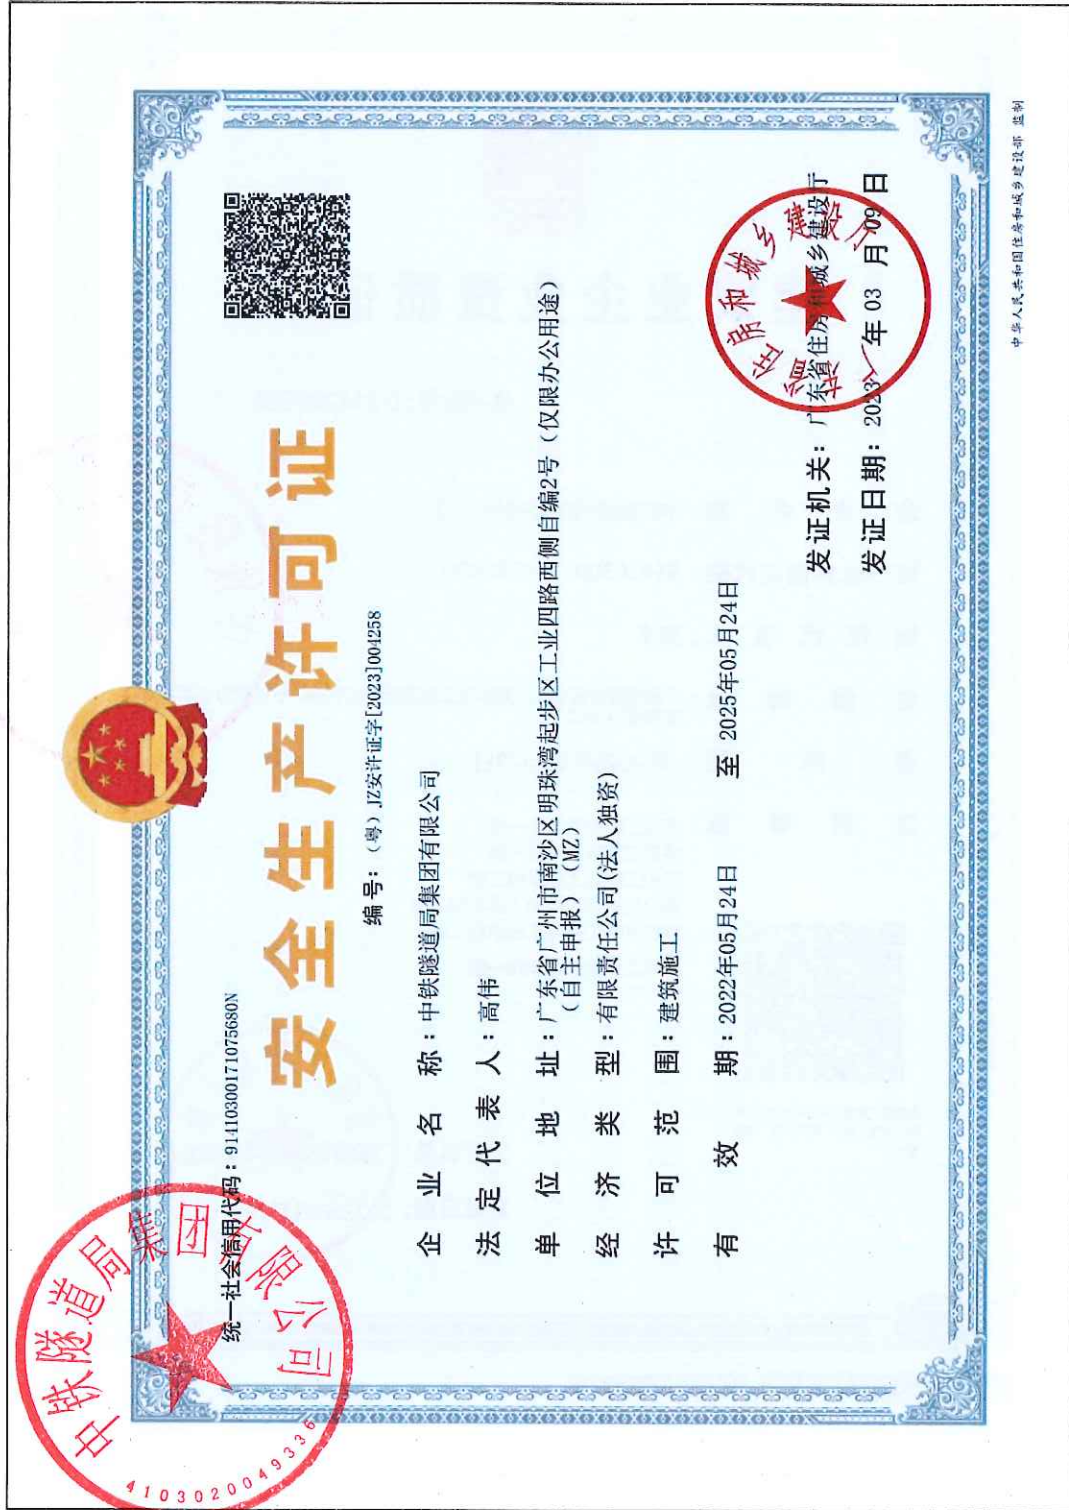 中铁隧道局集团有限公司
4103020049336
统一社会信用代码：91410300171075680N
安全生产许可证
编号：（粤）JZ安许证字[2023]004258
企业名称：中铁隧道局集团有限公司
法定代表人：高伟
单位地址：广东省广州市南沙区明珠湾起步区工业四路西侧自编2号（仅限办公用途）
（自主申报）（MZ）
经济类型：有限责任公司(法人独资)
许可范围：建筑施工
有效期：2022年05月24日 至 2025年05月24日
发证机关：广东省住房和城乡建设厅
发证日期：2023年03月09日
广东省住房和城乡建设厅
中华人民共和国住房和城乡建设部 监制